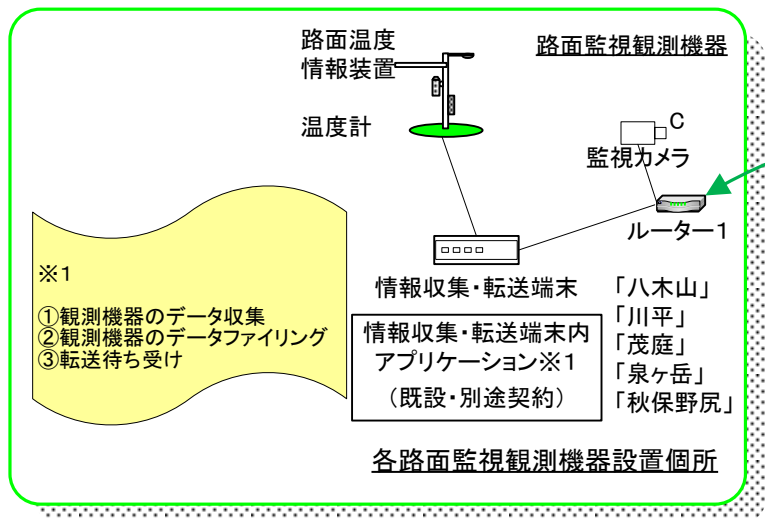 路面温度
情報装置
路面監視観測機器
温度計
C
監視カメラ
ルーター1
※1
①観測機器のデータ収集
②観測機器のデータファイリング
③転送待ち受け
情報収集・転送端末
情報収集・転送端末内
アプリケーション※1
（既設・別途契約）
「八木山」
「川平」
「茂庭」
「泉ヶ岳」
「秋保野尻」
各路面監視観測機器設置個所